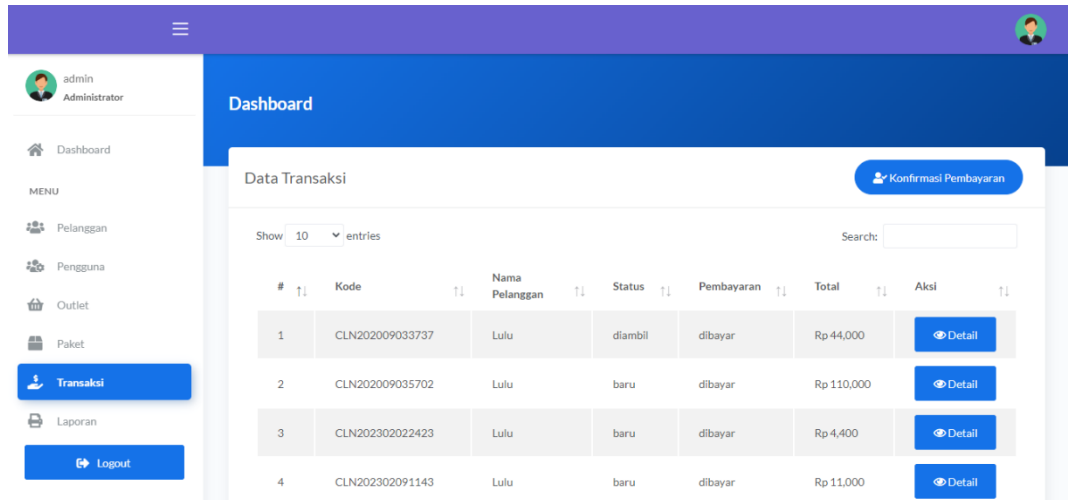 admin
Administrator
Dashboard
MENU
Pelanggan
Pengguna
Outlet
Paket
Transaksi
Laporan
Logout
Dashboard
Data Transaksi
Konfirmasi Pembayaran
Show 10 entries
Search:
# Kode Nama Pelanggan Status Pembayaran Total Aksi
1 CLN202009033737 Lulu diambil dibayar Rp 44,000 Detail
2 CLN202009035702 Lulu baru dibayar Rp 110,000 Detail
3 CLN202302022423 Lulu baru dibayar Rp 4,400 Detail
4 CLN202302091143 Lulu baru dibayar Rp 11,000 Detail